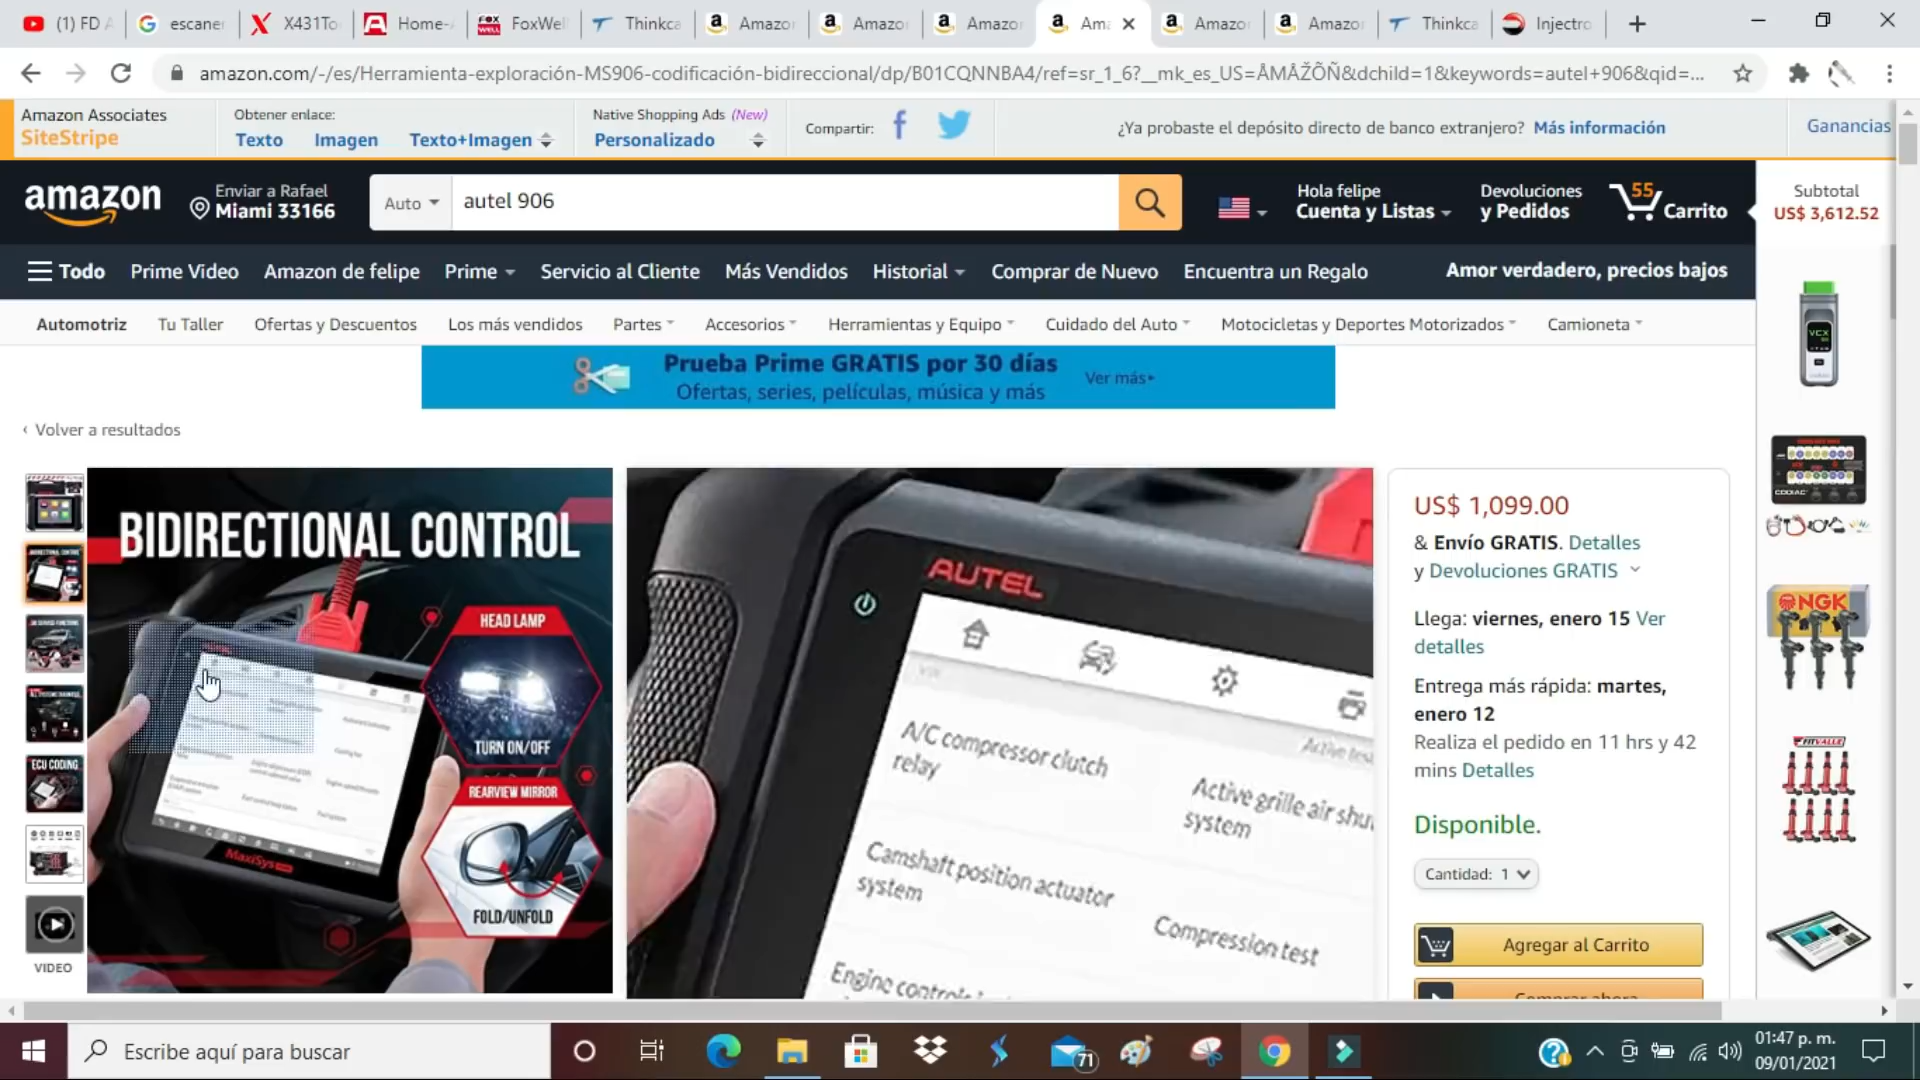 (1) FD A
escaner
X431To
Home-A
FoxWel
Thinkca
Amazon
Amazon
Amazon
Ama
Amazon
Amazon
Thinkca
Injectro
amazon.com/-/es/Herramienta-exploración-MS906-codificación-bidireccional/dp/B01CQNNBA4/ref=sr_1_6?__mk_es_US=ÅMÅŽÕÑ&dchild=1&keywords=autel+906&qid=...
Amazon Associates
SiteStripe
Obtener enlace:
Texto Imagen Texto+Imagen
Native Shopping Ads (New)
Personalizado
Compartir:
¿Ya probaste el depósito directo de banco extranjero? Más información
Ganancias
amazon
Enviar a Rafael
Miami 33166
Auto
autel 906
Hola felipe
Cuenta y Listas
Devoluciones
y Pedidos
55
Carrito
Subtotal
US$ 3,612.52
Todo Prime Video Amazon de felipe Prime Servicio al Cliente Más Vendidos Historial Comprar de Nuevo Encuentra un Regalo Amor verdadero, precios bajos
Automotriz Tu Taller Ofertas y Descuentos Los más vendidos Partes Accesorios Herramientas y Equipo Cuidado del Auto Motocicletas y Deportes Motorizados Camioneta
Prueba Prime GRATIS por 30 días
Ofertas, series, películas, música y más
Ver más
‹ Volver a resultados
BIDIRECTIONAL CONTROL
HEAD LAMP
TURN ON/OFF
REARVIEW MIRROR
FOLD/UNFOLD
MaxiSys
ECU CODING
VIDEO
AUTEL
A/C compressor clutch
relay
Active grille air shu
system
Camshaft position actuator
system
Compression test
US$ 1,099.00
& Envío GRATIS. Detalles
y Devoluciones GRATIS
Llega: viernes, enero 15 Ver
detalles
Entrega más rápida: martes,
enero 12
Realiza el pedido en 11 hrs y 42
mins Detalles
Disponible.
Cantidad: 1
Agregar al Carrito
Comprar ahora
VCX
NGK
FITVALLE
Escribe aquí para buscar
71
01:47 p. m.
09/01/2021